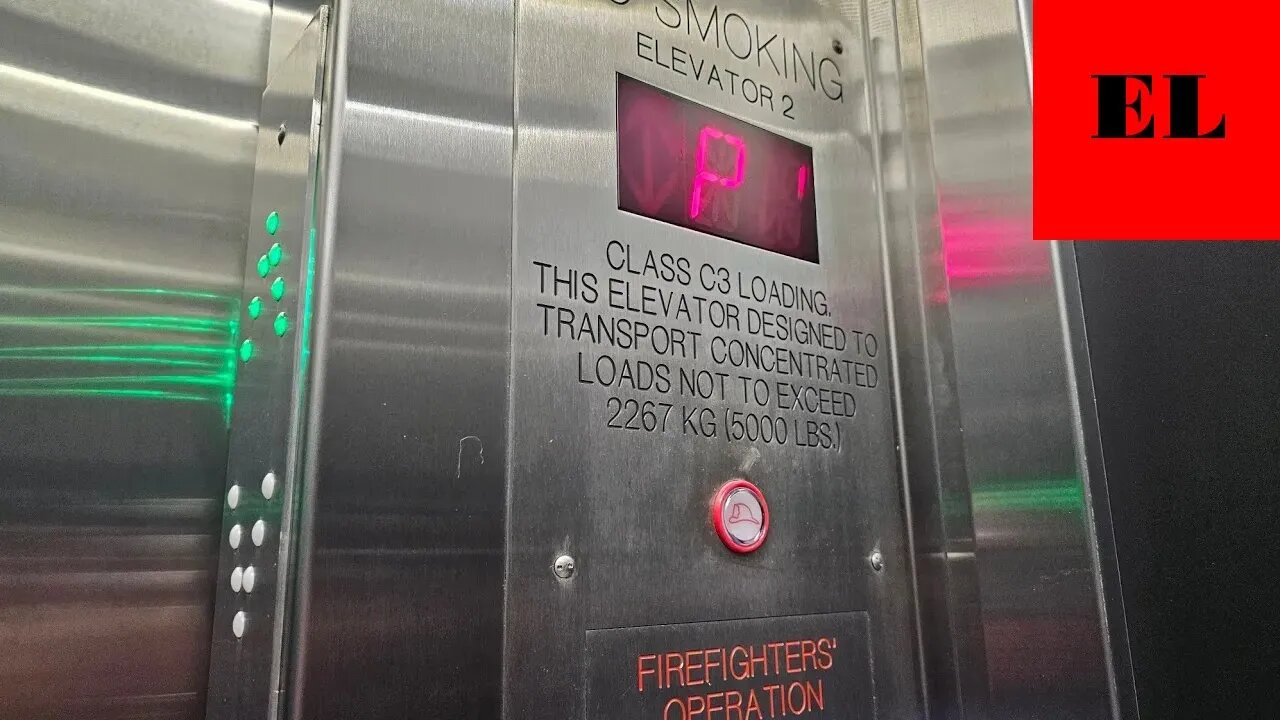 SMOKING
ELEVATOR 2
P '
CLASS C3 LOADING.
THIS ELEVATOR DESIGNED TO
TRANSPORT CONCENTRATED
LOADS NOT TO EXCEED
2267 KG (5000 LBS.)
FIREFIGHTERS'
OPERATION
EL